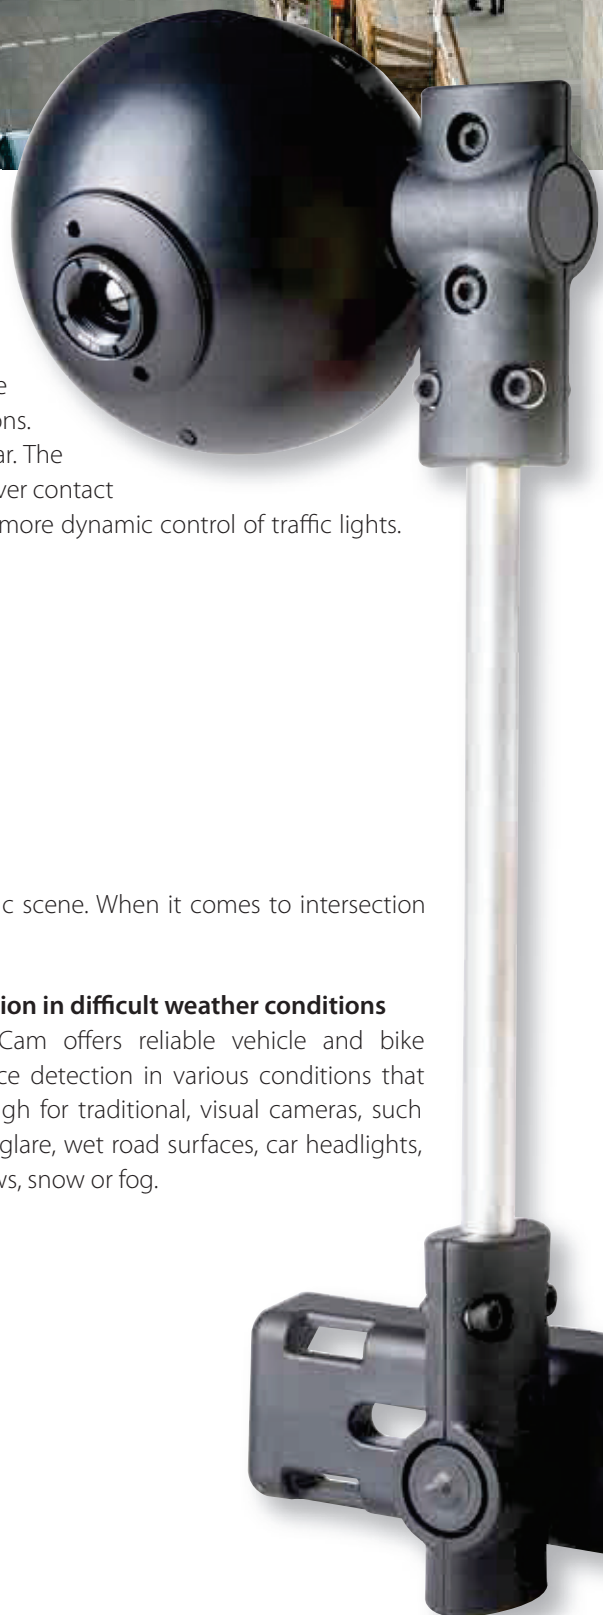 ons.
ar. The
ver contact
more dynamic control of traffic lights.
c scene. When it comes to intersection
ion in difficult weather conditions
Cam offers reliable vehicle and bike
ce detection in various conditions that
gh for traditional, visual cameras, such
glare, wet road surfaces, car headlights,
ws, snow or fog.